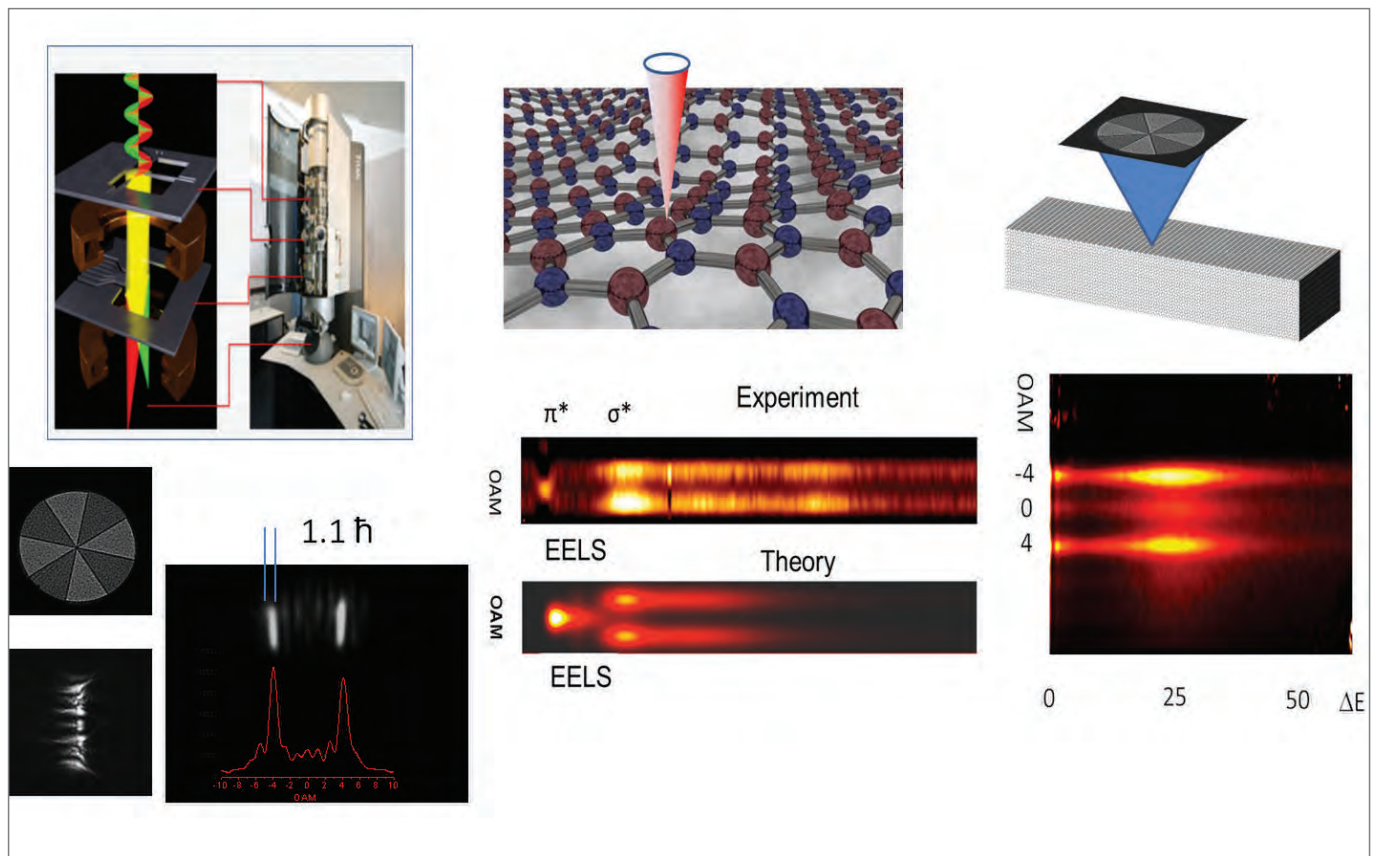 1.1 ħ
-10 -8 -6 -4 -2 0 2 4 6 8 10
OAM
π* σ*
Experiment
OAM
EELS
Theory
OAM
EELS
OAM
-4
0
4
0 25 50 ΔE